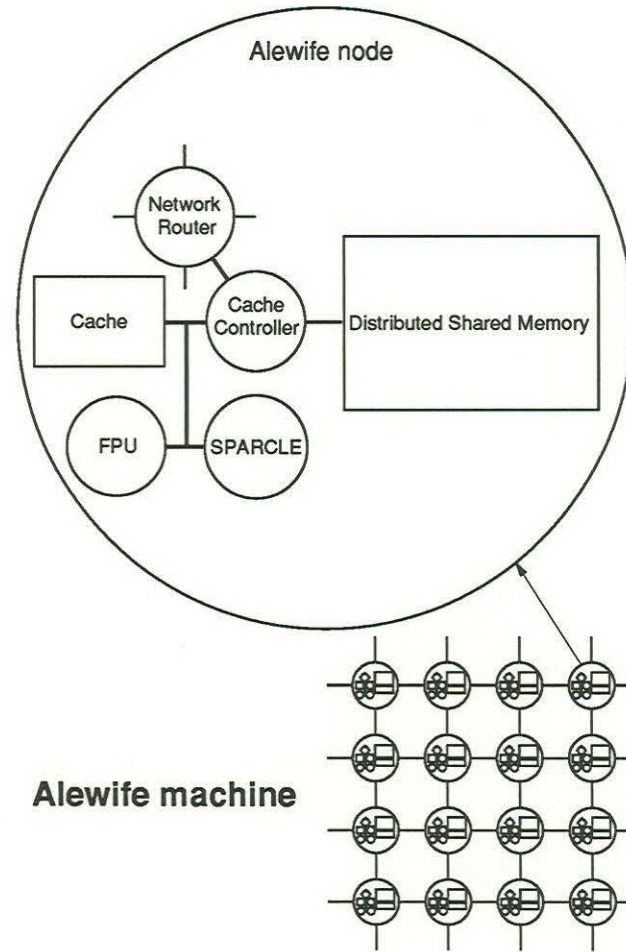 Alewife node
Network
Router
Cache
Cache
Controller
Distributed Shared Memory
FPU
SPARCLE
Alewife machine